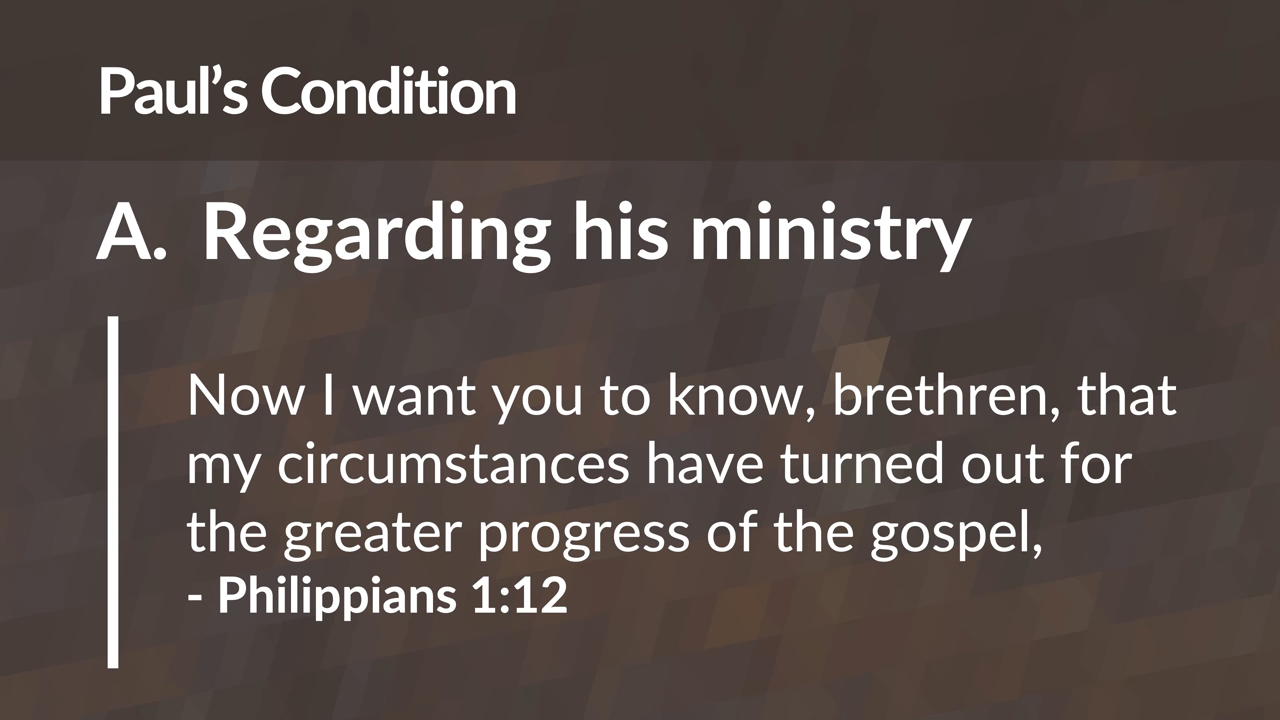 Paul’s Condition
A. Regarding his ministry
Now I want you to know, brethren, that
my circumstances have turned out for
the greater progress of the gospel,
- Philippians 1:12